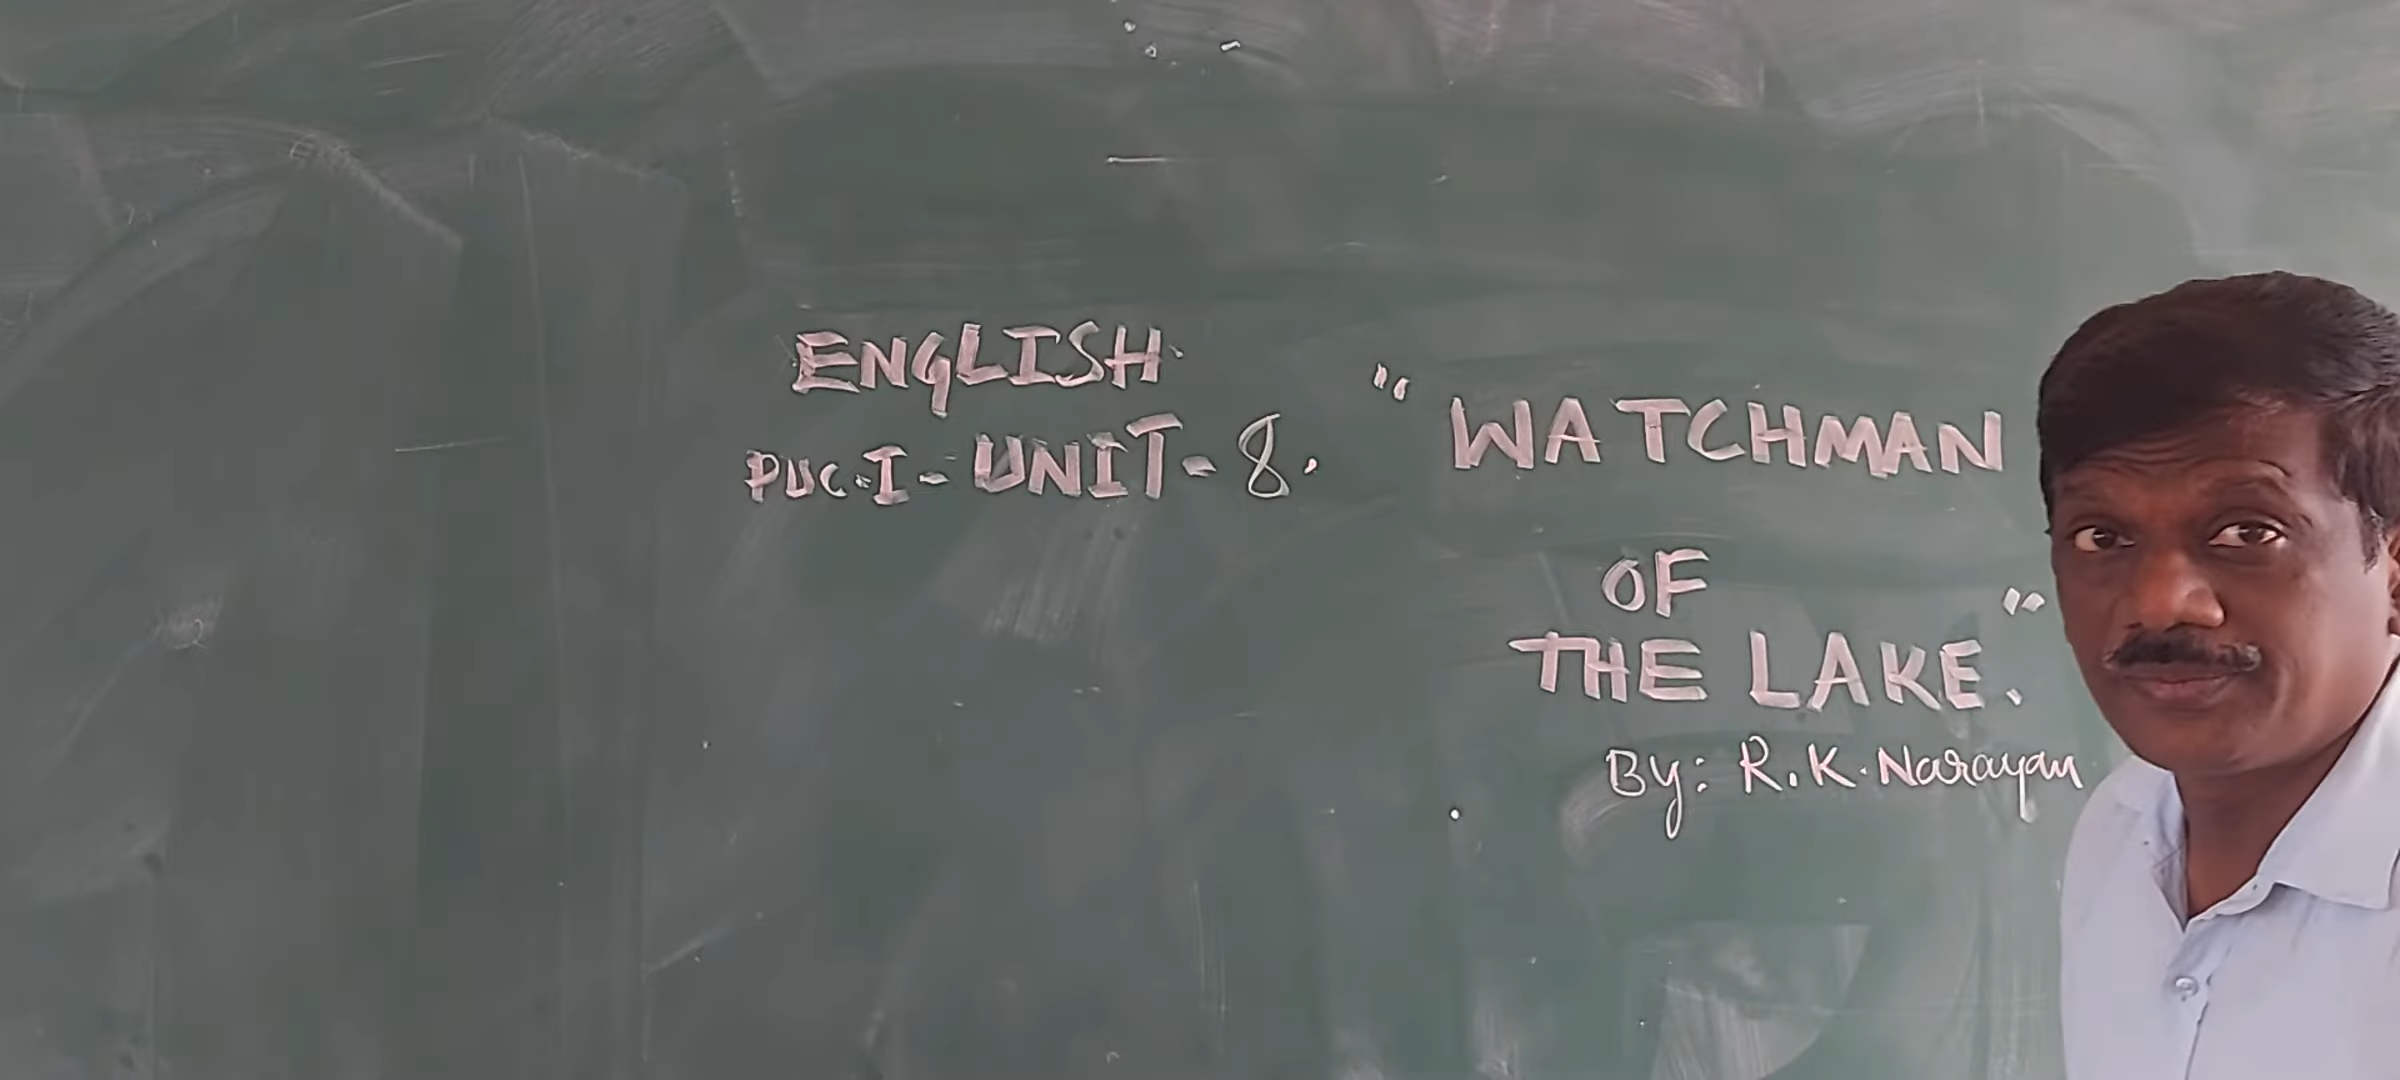 ENGLISH.
PUC-I-UNIT-8.
"WATCHMAN
OF
THE LAKE."
By: R.K.Narayan